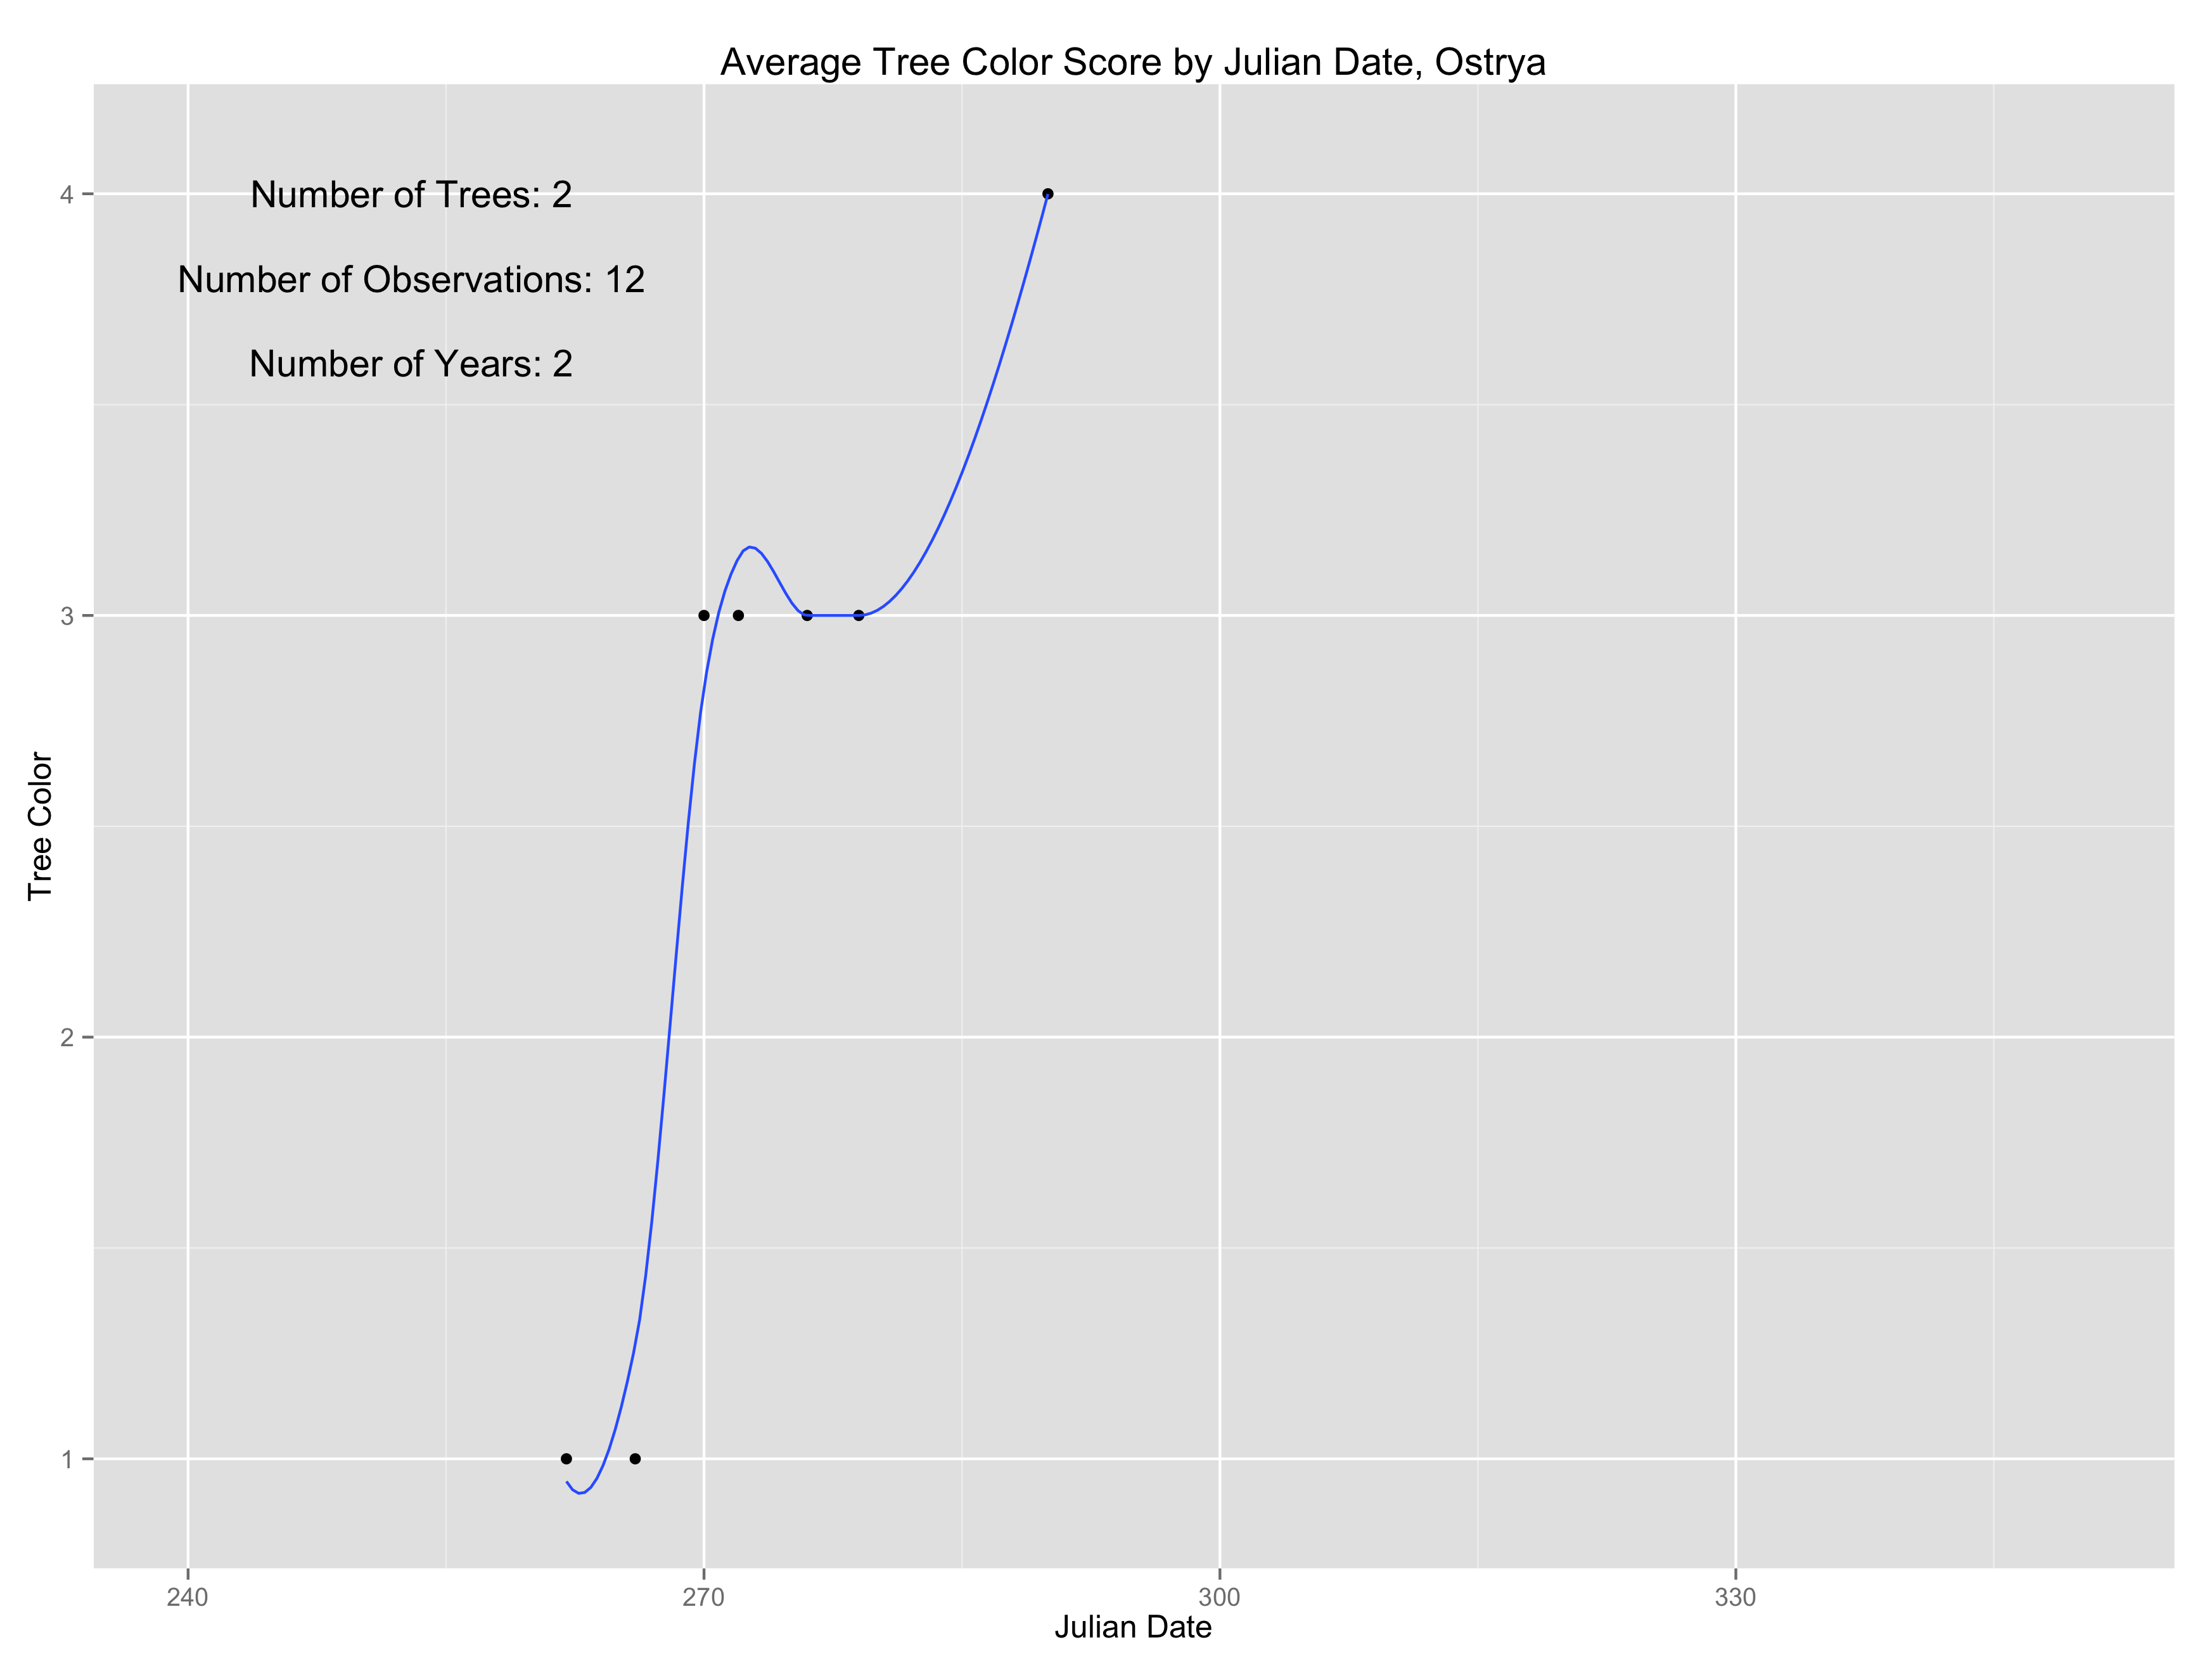 Average Tree Color Score by Julian Date, Ostrya
Number of Trees: 2
Number of Observations: 12
Number of Years: 2
4
3
2
1
Tree Color
240 270 300 330
Julian Date